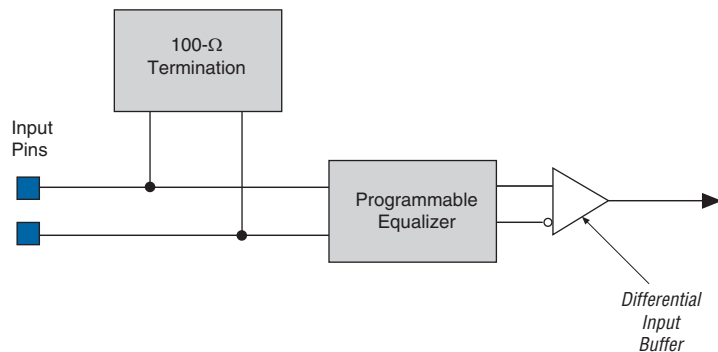 100-Ω
Termination
Input
Pins
Programmable
Equalizer
Differential
Input
Buffer